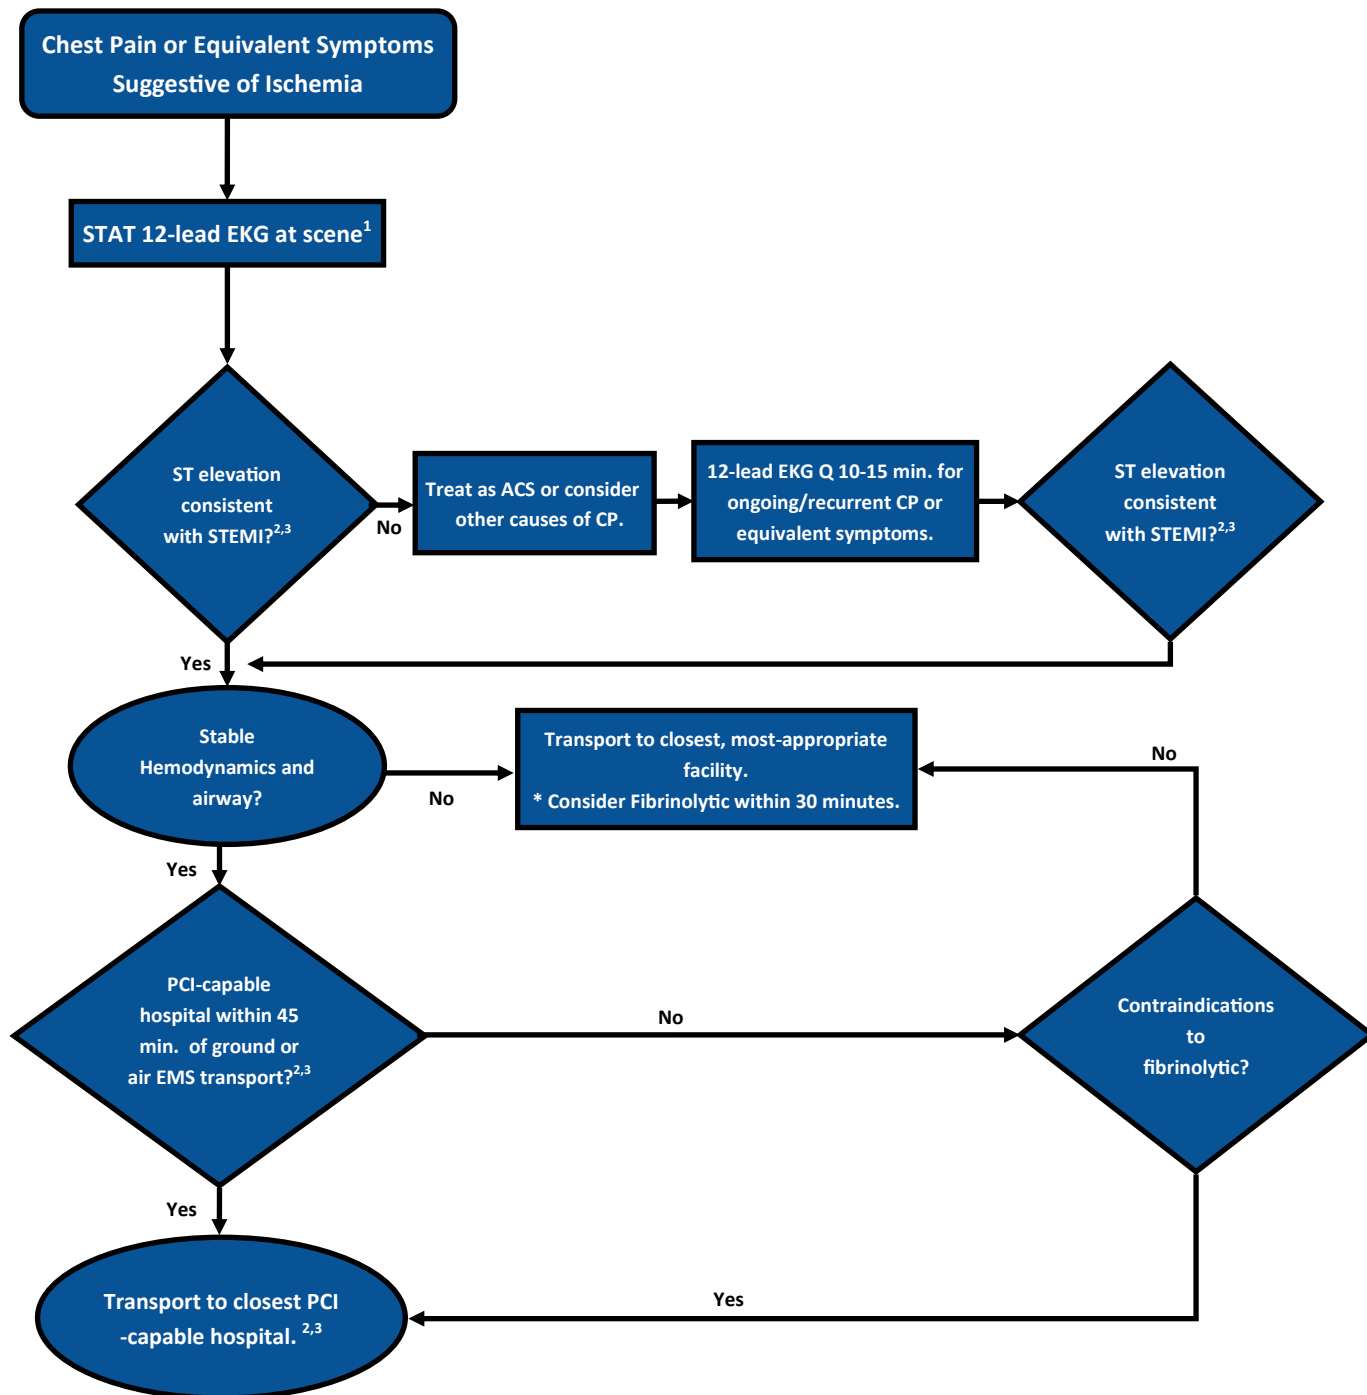 Chest Pain or Equivalent Symptoms
Suggestive of Ischemia
STAT 12-lead EKG at scene1
ST elevation
consistent
with STEMI?2,3
No
Treat as ACS or consider
other causes of CP.
12-lead EKG Q 10-15 min. for
ongoing/recurrent CP or
equivalent symptoms.
ST elevation
consistent
with STEMI?2,3
Yes
Stable
Hemodynamics and
airway?
No
Transport to closest, most-appropriate
facility.
* Consider Fibrinolytic within 30 minutes.
No
Yes
PCI-capable
hospital within 45
min.  of ground or
air EMS transport?2,3
No
Contraindications
to
fibrinolytic?
Yes
Transport to closest PCI
-capable hospital. 2,3
Yes